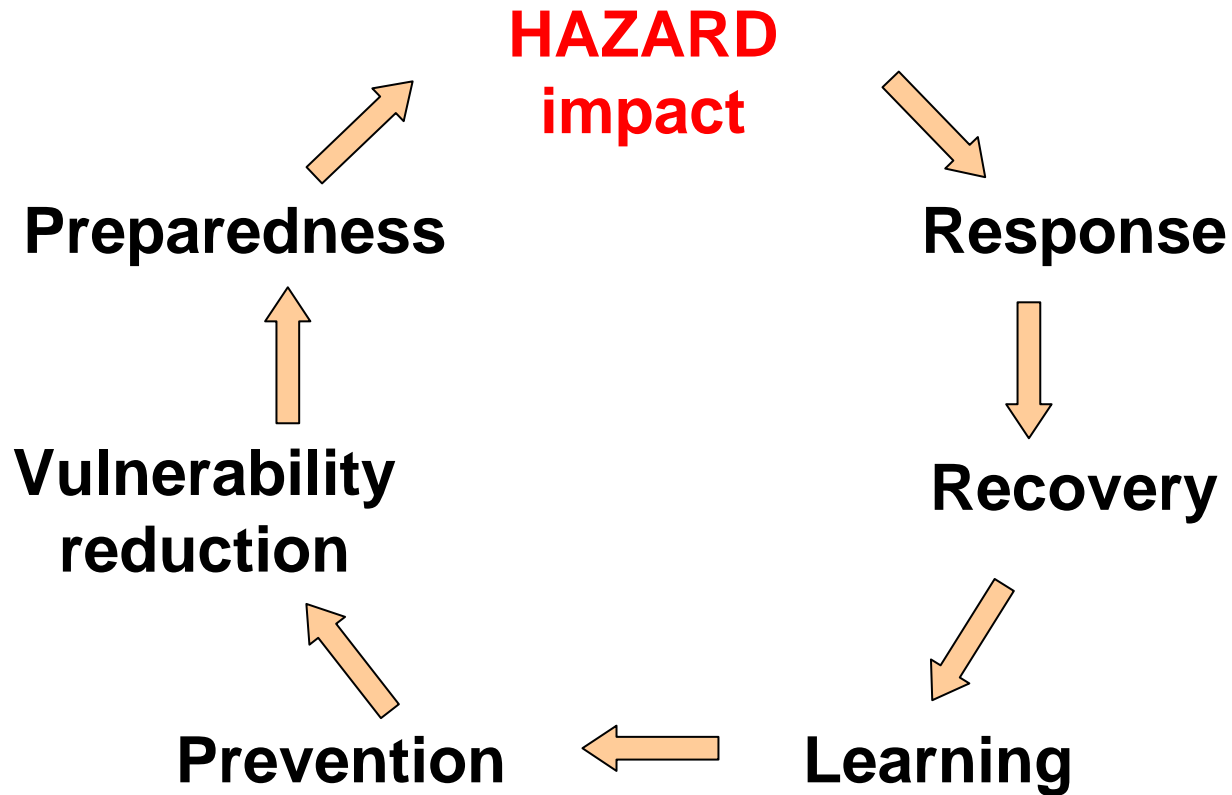 HAZARD
impact
Preparedness
Response
Vulnerability
reduction
Recovery
Prevention
Learning